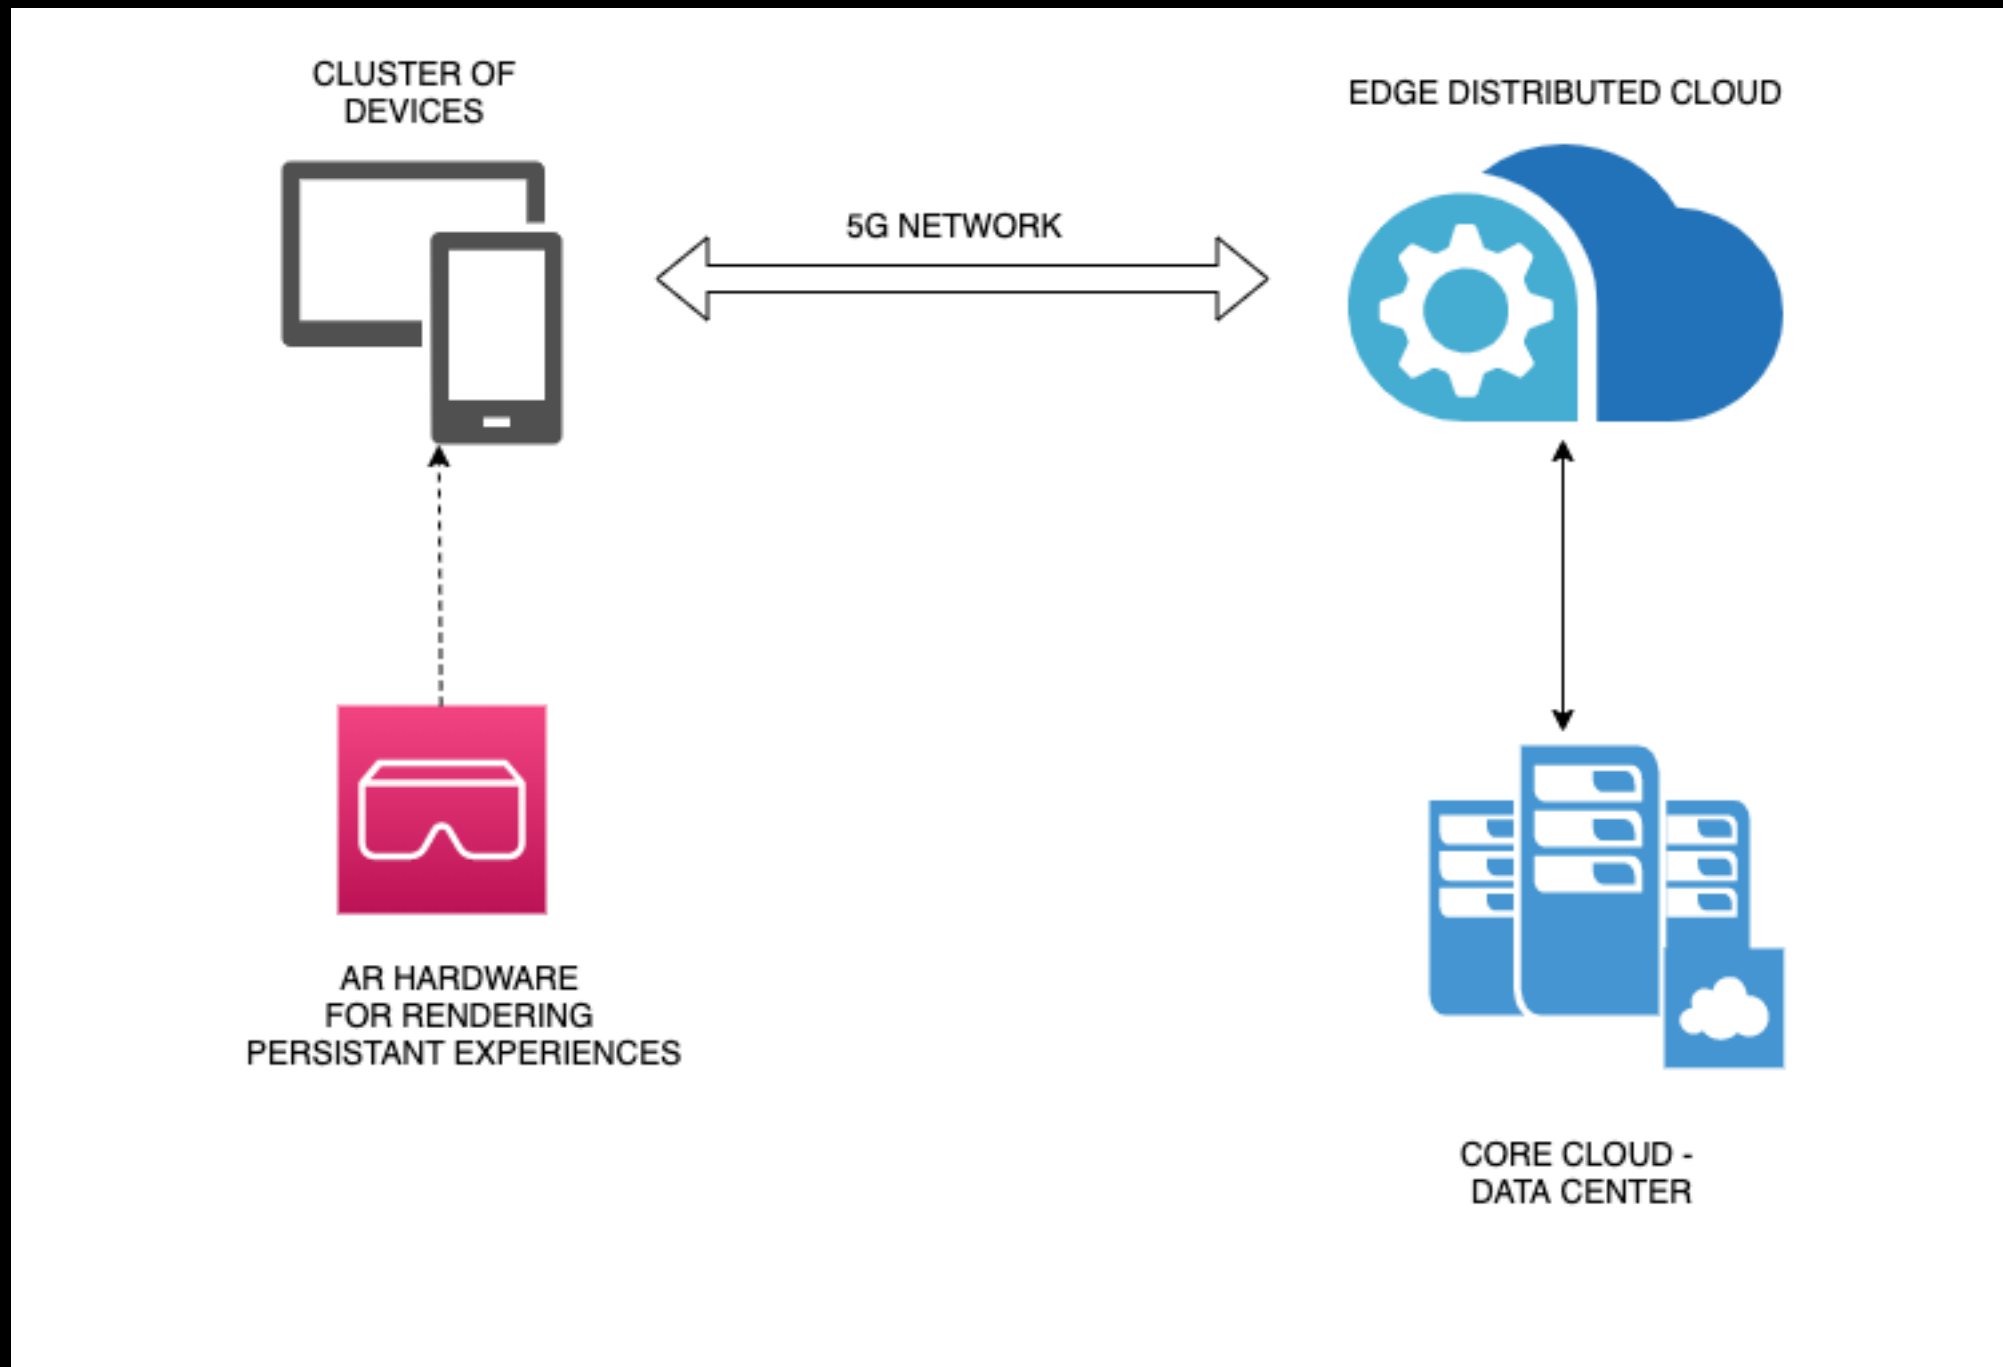 CLUSTER OF
DEVICES
EDGE DISTRIBUTED CLOUD
5G NETWORK
AR HARDWARE
FOR RENDERING
PERSISTANT EXPERIENCES
CORE CLOUD -
DATA CENTER